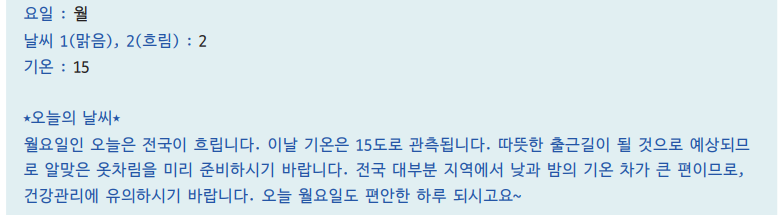 요일 : 월
날씨 1(맑음), 2(흐림) : 2
기온 : 15
★오늘의 날씨★
월요일인 오늘은 전국이 흐립니다. 이날 기온은 15도로 관측됩니다. 따뜻한 출근길이 될 것으로 예상되므
로 알맞은 옷차림을 미리 준비하시기 바랍니다. 전국 대부분 지역에서 낮과 밤의 기온 차가 큰 편이므로,
건강관리에 유의하시기 바랍니다. 오늘 월요일도 편안한 하루 되시고요~